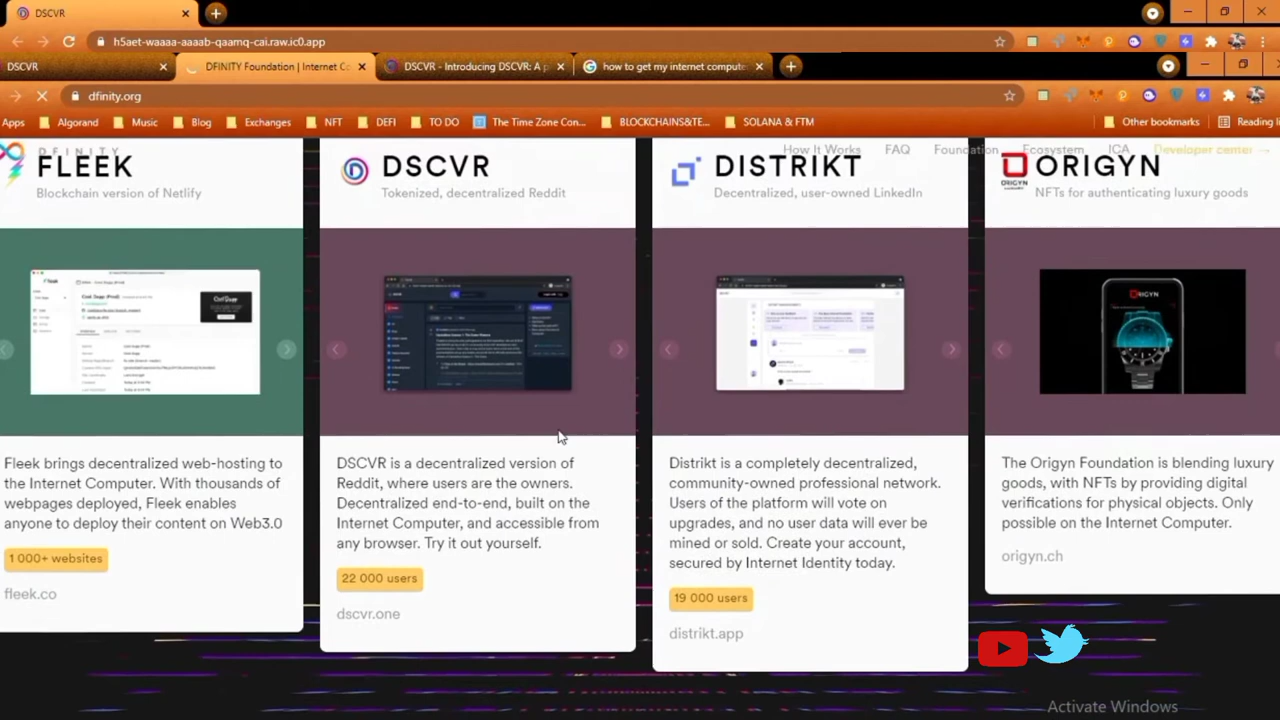 DSCVR
h5aet-waaaa-aaaab-qaamq-cai.raw.ic0.app
DSCVR
DFINITY Foundation | Internet C
DSCVR - Introducing DSCVR: A p
how to get my internet compute
dfinity.org
Apps
Algorand
Music
Blog
Exchanges
NFT
DEFI
TO DO
The Time Zone Con...
BLOCKCHAINS&TE...
SOLANA & FTM
Other bookmarks
Reading li
DFINITY
How It Works
FAQ
Foundation
Ecosystem
ICA
Developer center →
FLEEK
Blockchain version of Netlify
Fleek brings decentralized web-hosting to
the Internet Computer. With thousands of
webpages deployed, Fleek enables
anyone to deploy their content on Web3.0
1 000+ websites
fleek.co
DSCVR
Tokenized, decentralized Reddit
DSCVR is a decentralized version of
Reddit, where users are the owners.
Decentralized end-to-end, built on the
Internet Computer, and accessible from
any browser. Try it out yourself.
22 000 users
dscvr.one
DISTRIKT
Decentralized, user-owned LinkedIn
Distrikt is a completely decentralized,
community-owned professional network.
Users of the platform will vote on
upgrades, and no user data will ever be
mined or sold. Create your account,
secured by Internet Identity today.
19 000 users
distrikt.app
ORIGYN
ORIGYN
NFTs for authenticating luxury goods
ORIGYN
The Origyn Foundation is blending luxury
goods, with NFTs by providing digital
verifications for physical objects. Only
possible on the Internet Computer.
origyn.ch
Activate Windows